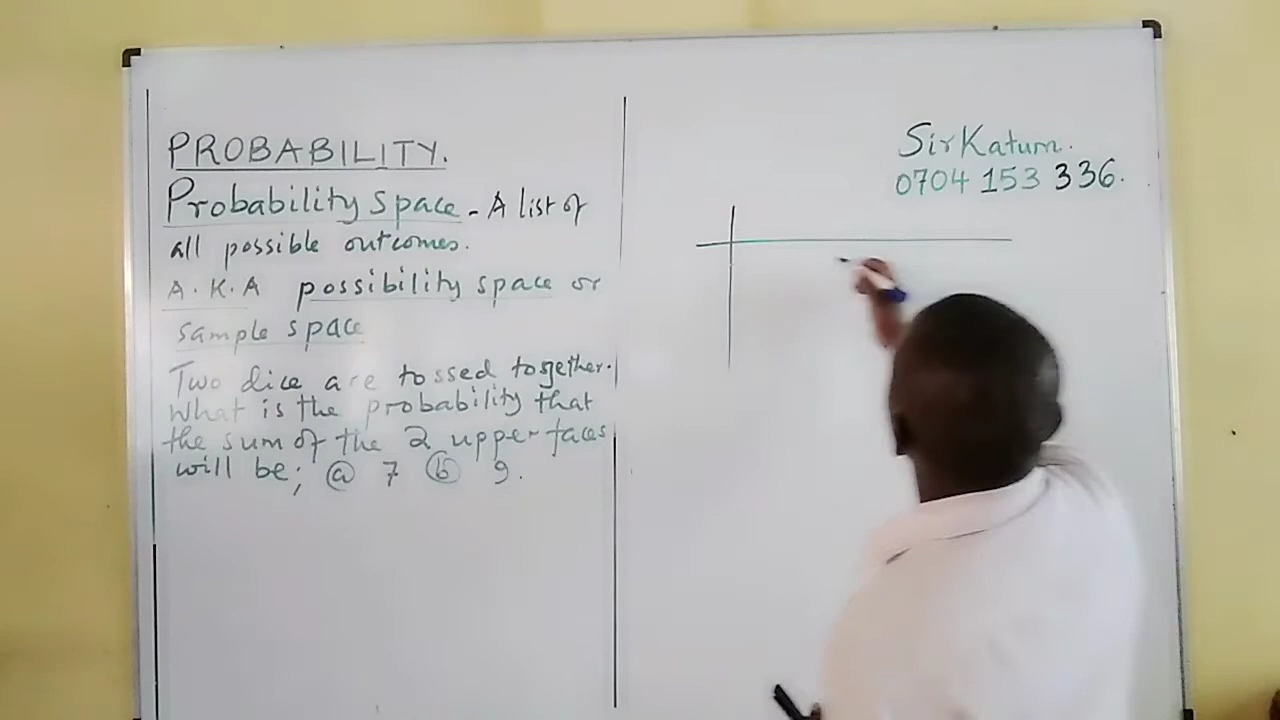 PROBABILITY.
Probability space - A list of
all possible outcomes.
A.K.A possibility space or
sample space
Two dice are tossed together.
What is the probability that
the sum of the 2 upper faces
will be; (a) 7 (b) 9.
Sir Katum.
0704 153 336.